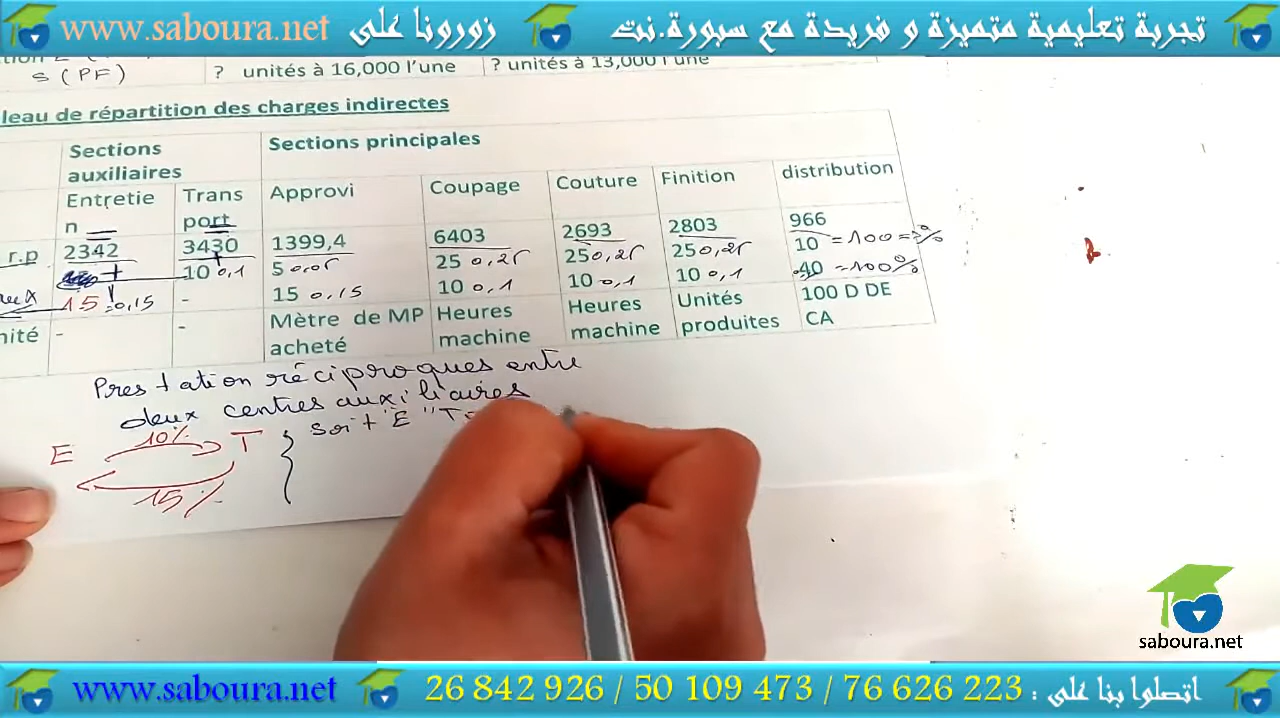 www.saboura.net زورونا على تجربة تعليمية متميزة و فريدة مع سبورة.نت
S (PF) ? unités à 16,000 l'une ? unités à 13,000 l'une
leau de répartition des charges indirectes
Sections auxiliaires Sections principales
Entretien Transport Approvi Coupage Couture Finition distribution
r.p 2342 3430 1399,4 6403 2693 2803 966
10 0,1 5 0,05 25 0,25 25 0,25 25 0,25 10 = 100 = %
15 = 0,15 - 15 0,15 10 0,1 10 0,1 10 0,1 40 = 100%
nité - - Mètre de MP acheté Heures machine Heures machine Unités produites 100 D DE CA
Prestation réciproques entre
deux centres auxiliaires
E 10% T soit "E"
15%
saboura.net
www.saboura.net 26 842 926 / 50 109 473 / 76 626 223 : اتصلوا بنا على